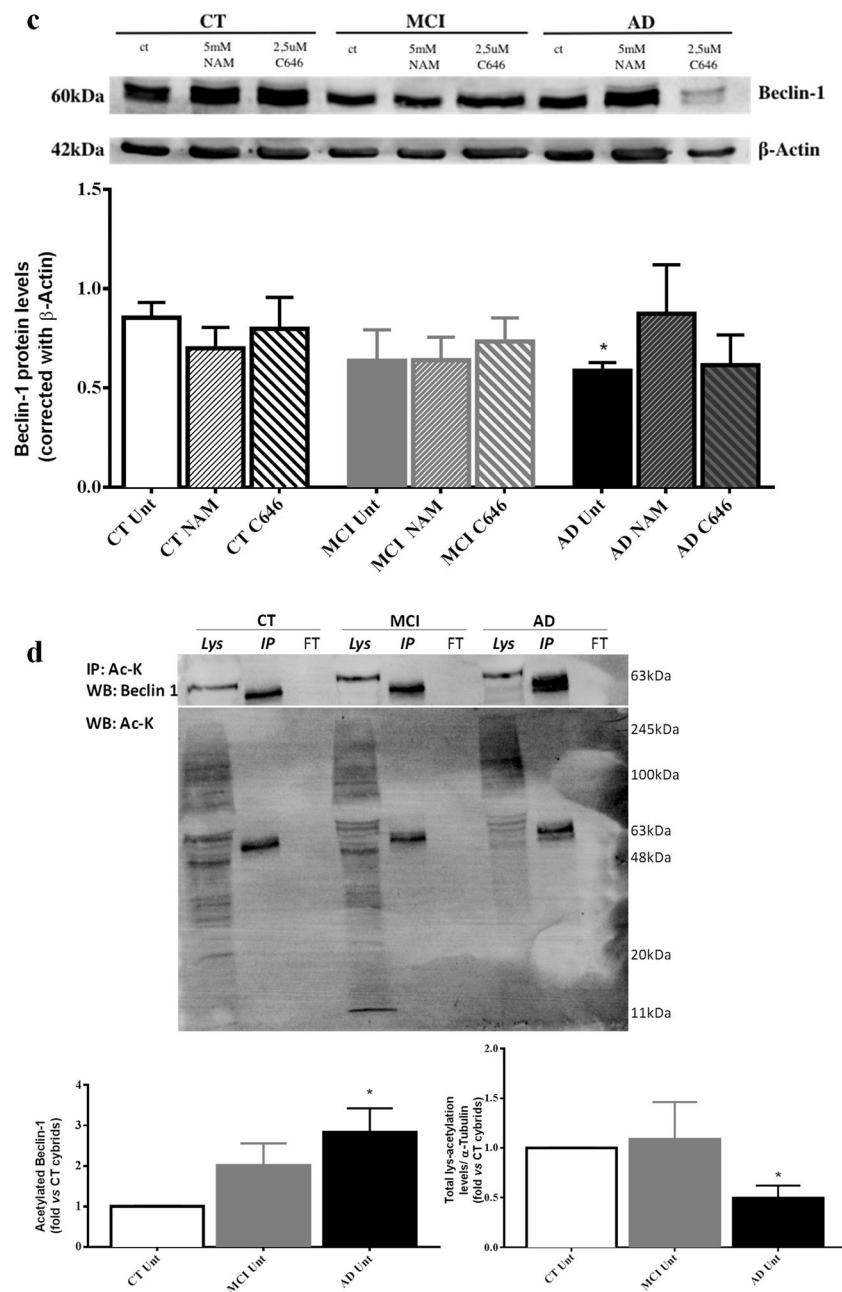 c
CT MCI AD
ct 5mM NAM 2,5uM C646 ct 5mM NAM 2,5uM C646 ct 5mM NAM 2,5uM C646
60kDa Beclin-1
42kDa β-Actin
Beclin-1 protein levels
(corrected with β-Actin)
1.5
1.0
0.5
0.0
*
CT Unt CT NAM CT C646 MCI Unt MCI NAM MCI C646 AD Unt AD NAM AD C646
d
CT MCI AD
Lys IP FT Lys IP FT Lys IP FT
IP: Ac-K
WB: Beclin 1
63kDa
WB: Ac-K
245kDa
100kDa
63kDa
48kDa
20kDa
11kDa
Acetylated Beclin-1
(fold vs CT cybrids)
4
3
2
1
0
*
CT Unt MCI Unt AD Unt
Total lys-acetylation
levels/ α-Tubulin
(fold vs CT cybrids)
2.0
1.5
1.0
0.5
0.0
*
CT Unt MCI Unt AD Unt